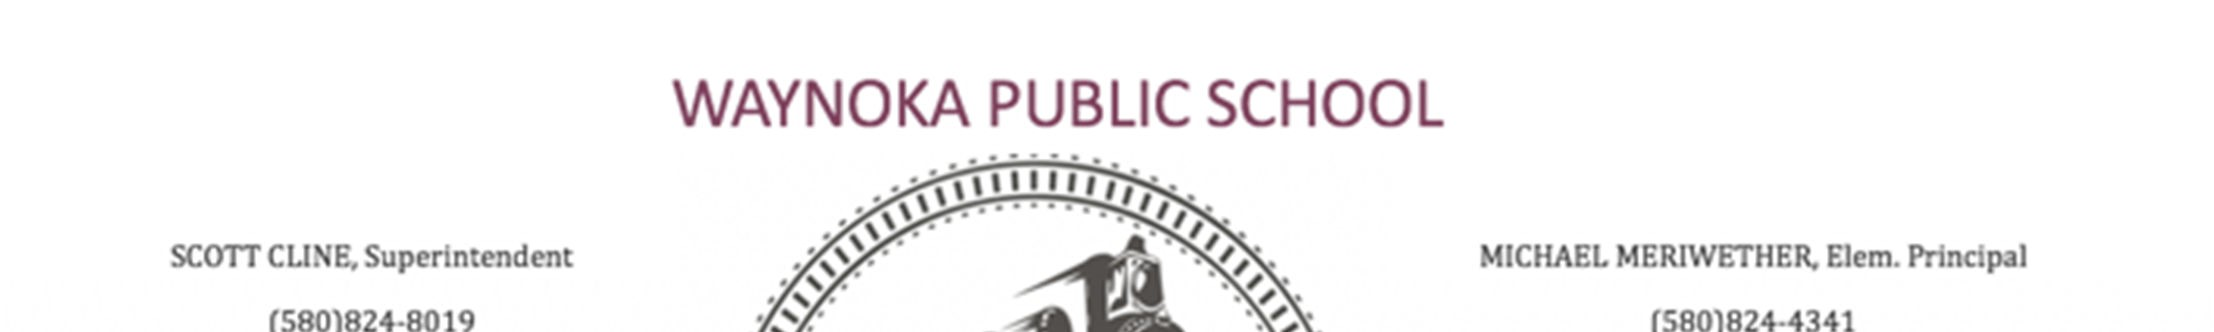 WAYNOKA PUBLIC SCHOOL
SCOTT CLINE, Superintendent
MICHAEL MERIWETHER, Elem. Principal
(580)824-8019
(580)824-4341